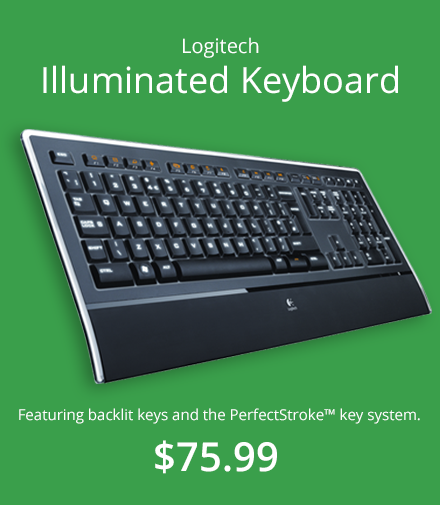 Logitech
Illuminated Keyboard
Featuring backlit keys and the PerfectStroke™ key system.
$75.99